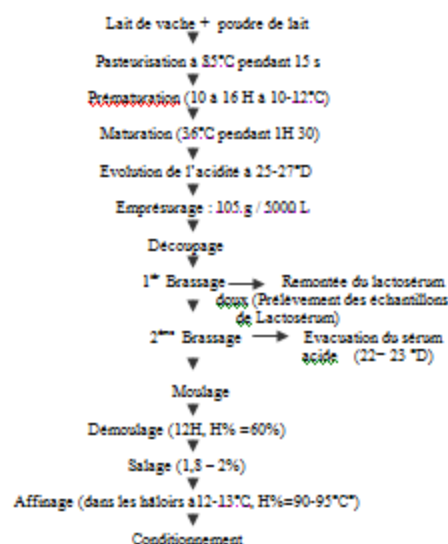 Lait de vache + poudre de lait
Pasteurisation à 85°C pendant 15 s
Prématuration (10 à 16 H à 10-12°C)
Maturation (36°C pendant 1H 30)
Evolution de l'acidité à 25-27°D
Emprésurage : 105.g / 5000 L
Découpage
1er Brassage
Remontée du lactosérum
doux (Prélèvement des échantillons
de Lactosérum)
2ème Brassage
Evacuation du sérum
acide (22– 23 °D)
Moulage
Démoulage (12H, H% =60%)
Salage (1,8 – 2%)
Affinage (dans les hâloirs à12-13°C, H%=90-95°C°)
Conditionnement